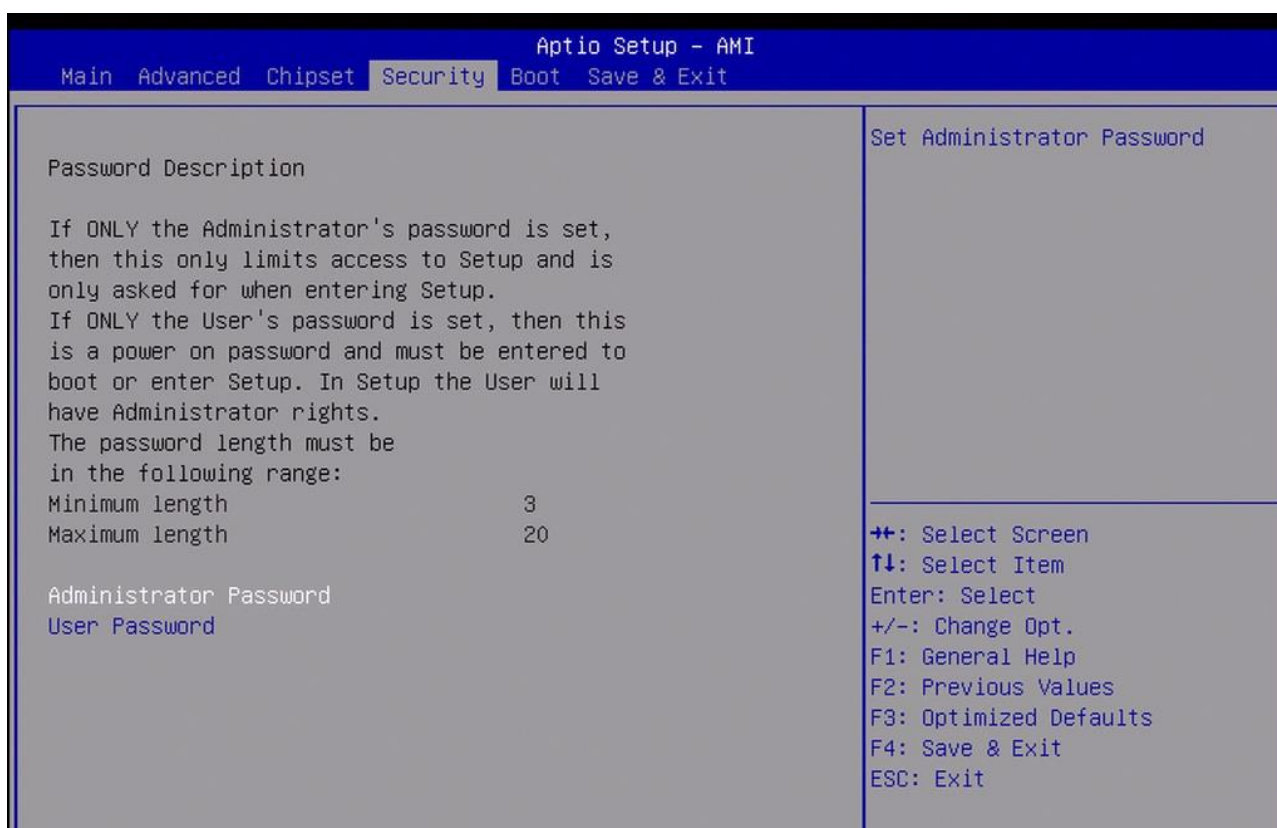 Aptio Setup – AMI
Main Advanced Chipset Security Boot Save & Exit
Password Description
If ONLY the Administrator's password is set,
then this only limits access to Setup and is
only asked for when entering Setup.
If ONLY the User's password is set, then this
is a power on password and must be entered to
boot or enter Setup. In Setup the User will
have Administrator rights.
The password length must be
in the following range:
Minimum length 3
Maximum length 20
Administrator Password
User Password
Set Administrator Password
→←: Select Screen
↑↓: Select Item
Enter: Select
+/-: Change Opt.
F1: General Help
F2: Previous Values
F3: Optimized Defaults
F4: Save & Exit
ESC: Exit